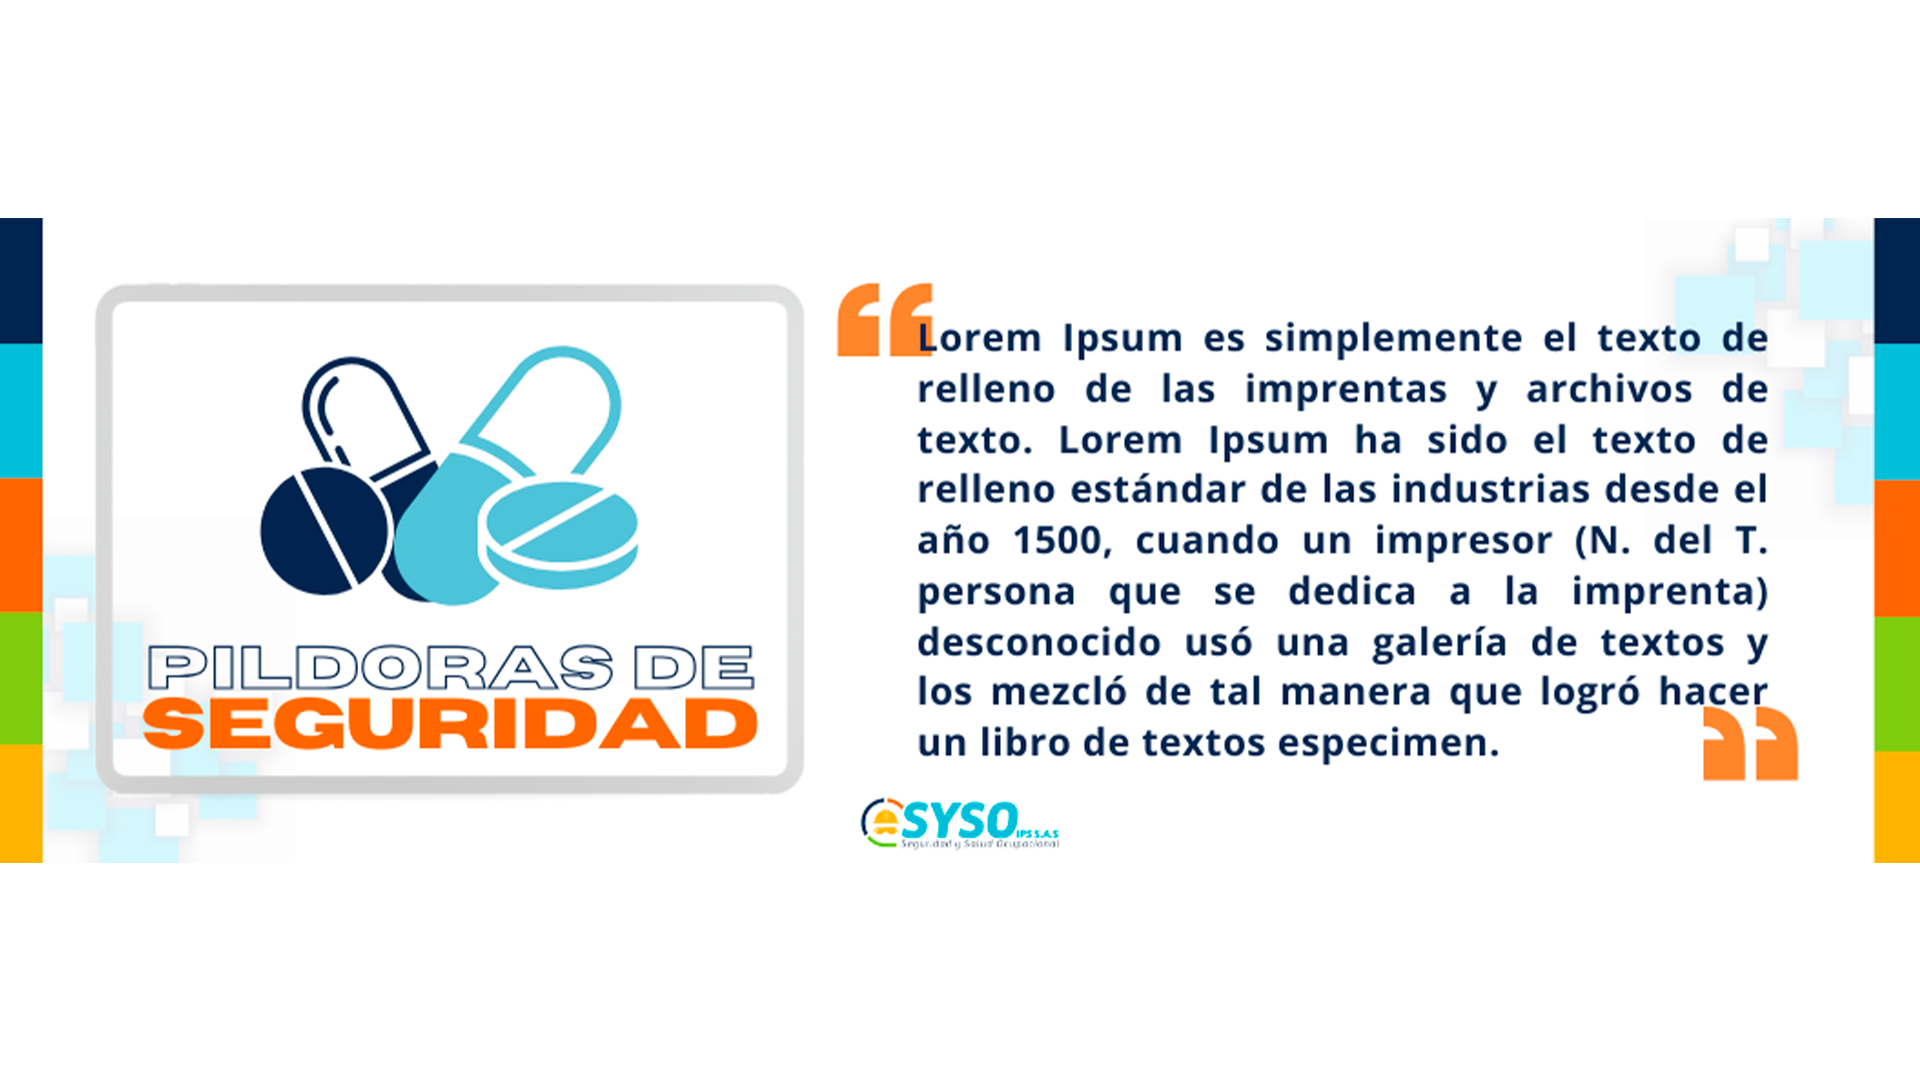 PILDORAS DE
SEGURIDAD
“
Lorem Ipsum es simplemente el texto de
relleno de las imprentas y archivos de
texto. Lorem Ipsum ha sido el texto de
relleno estándar de las industrias desde el
año 1500, cuando un impresor (N. del T.
persona que se dedica a la imprenta)
desconocido usó una galería de textos y
los mezcló de tal manera que logró hacer
un libro de textos especimen.
”
SYSO IPS S.A.S
Seguridad y Salud Ocupacional